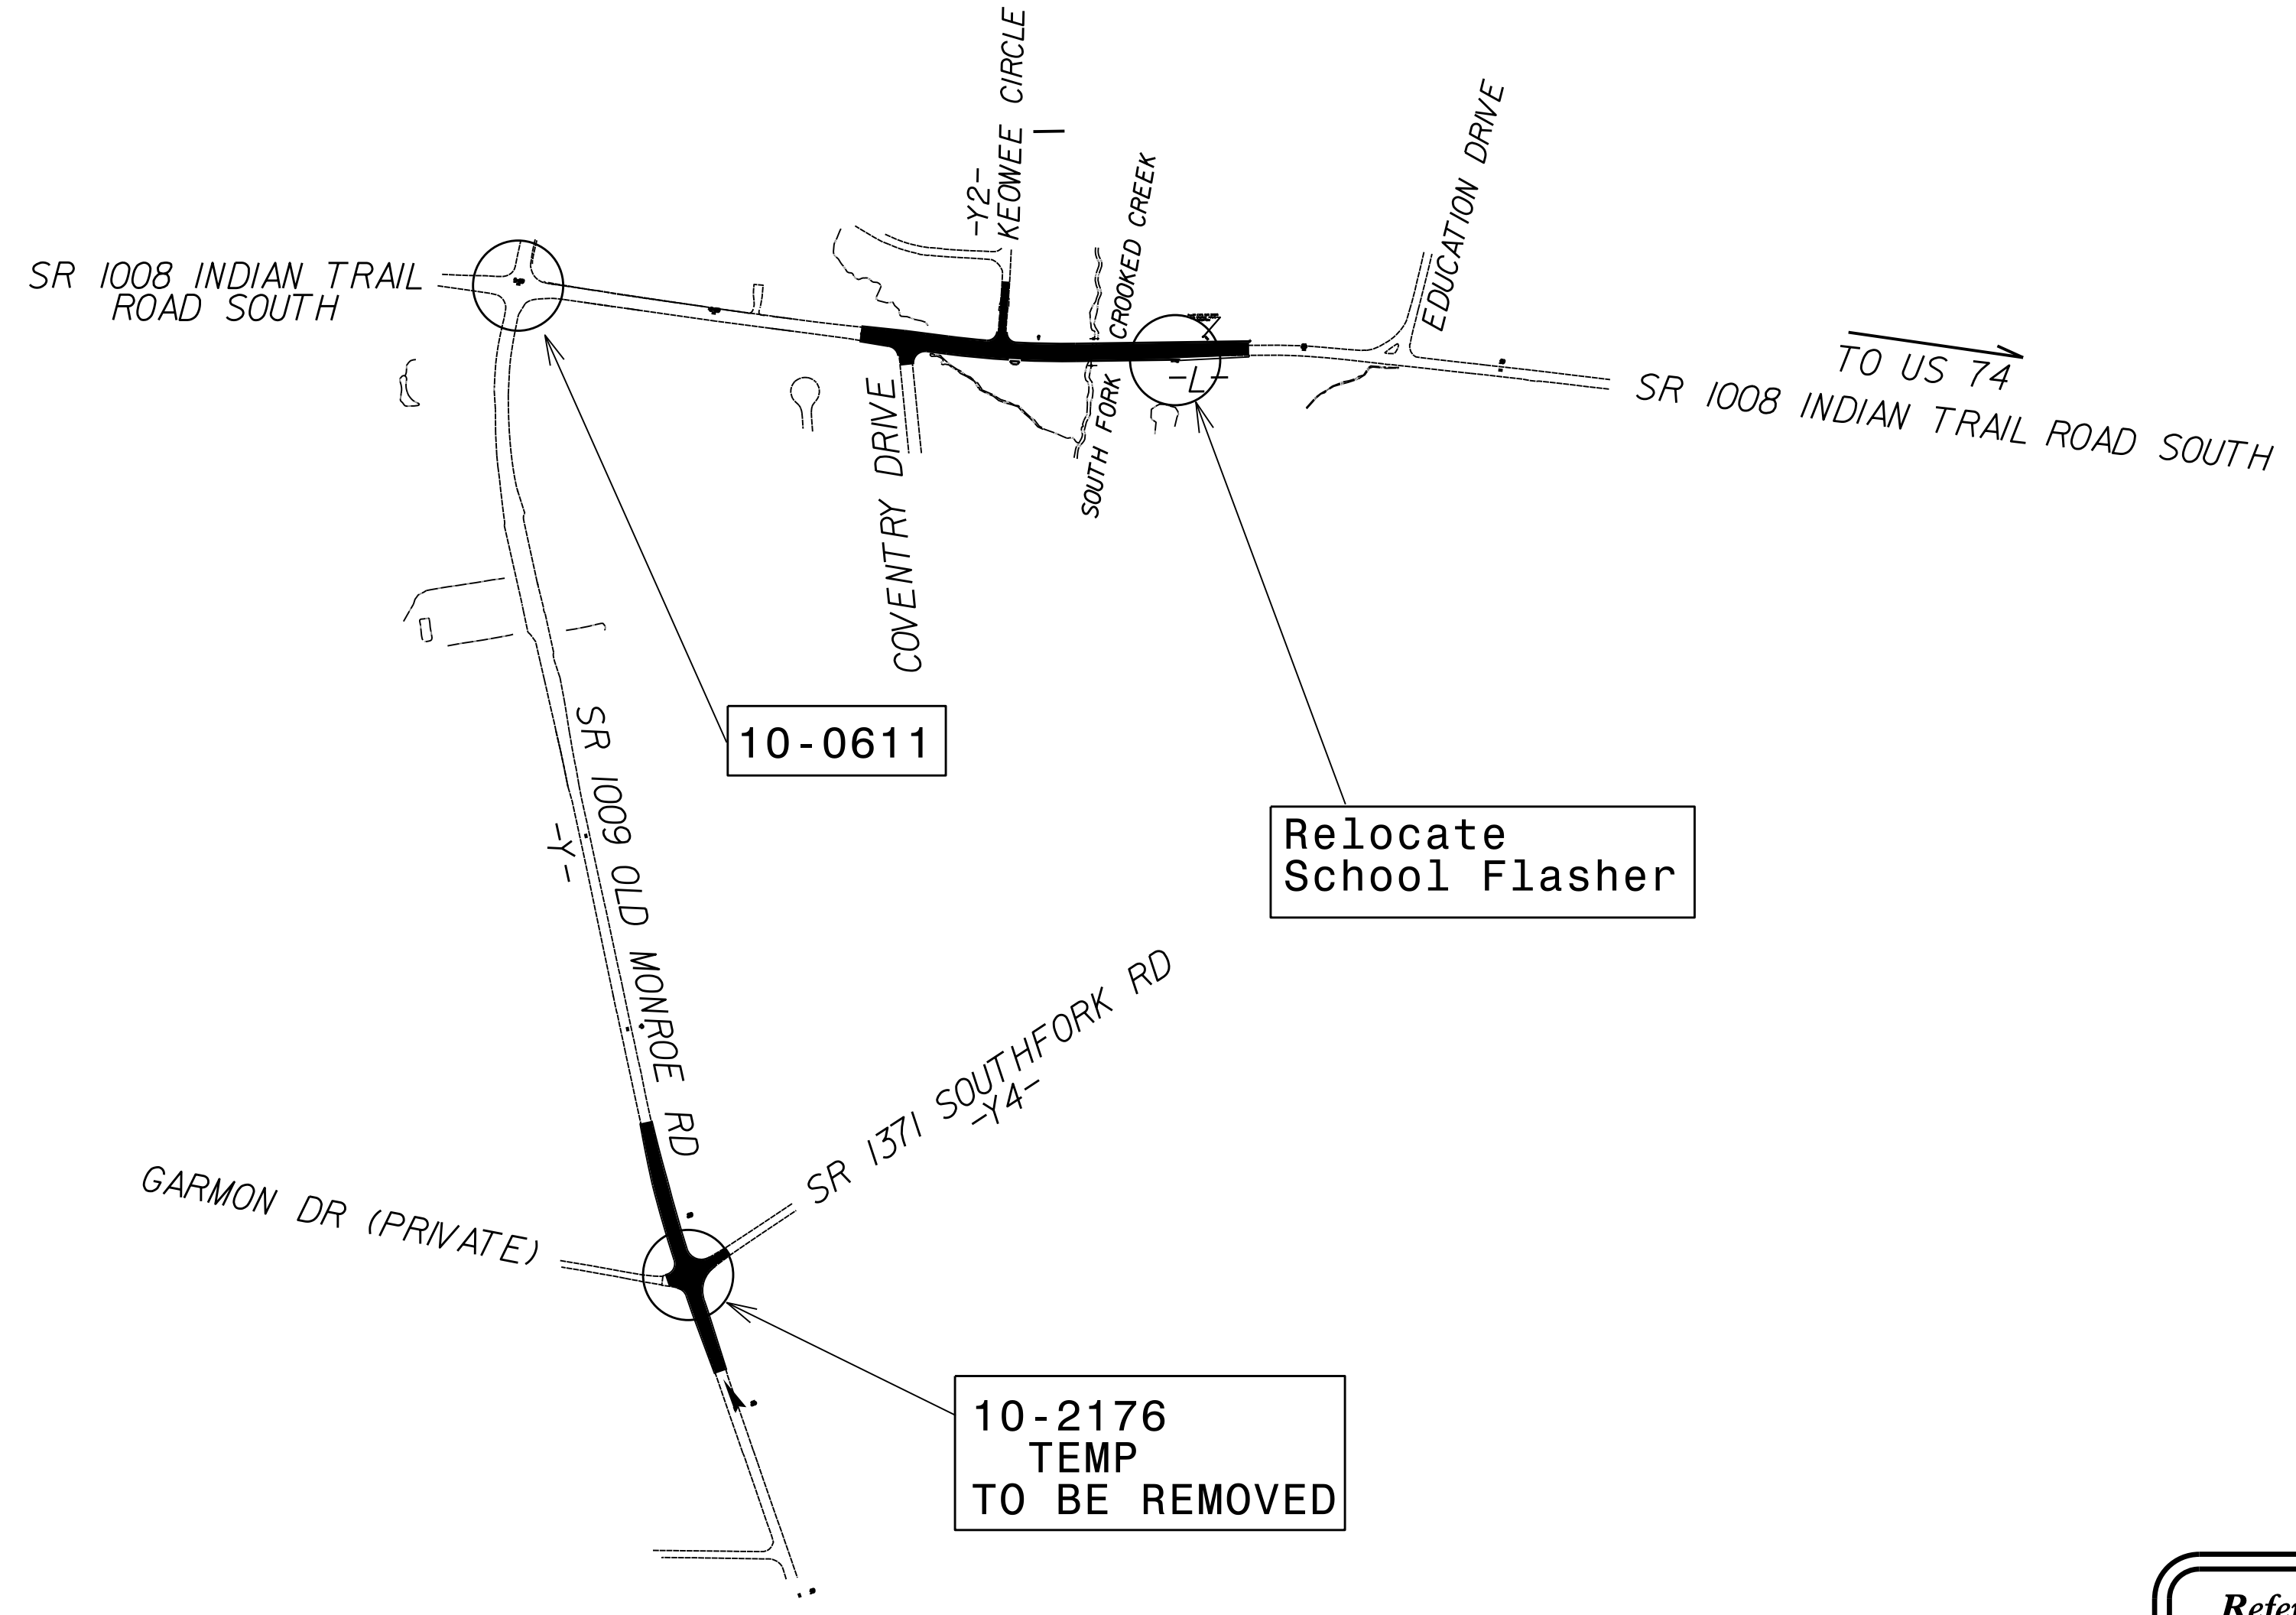 KEOWEE CIRCLE
-Y2-
EDUCATION DRIVE
CROOKED CREEK
SOUTH FORK
SR 1008 INDIAN TRAIL
ROAD SOUTH
-L-
TO US 74
SR 1008 INDIAN TRAIL ROAD SOUTH
COVENTRY DRIVE
10-0611
SR 1009 OLD MONROE RD
-Y-
Relocate
School Flasher
SR 1371 SOUTHFORK RD
-Y4-
GARMON DR (PRIVATE)
10-2176
TEMP
TO BE REMOVED